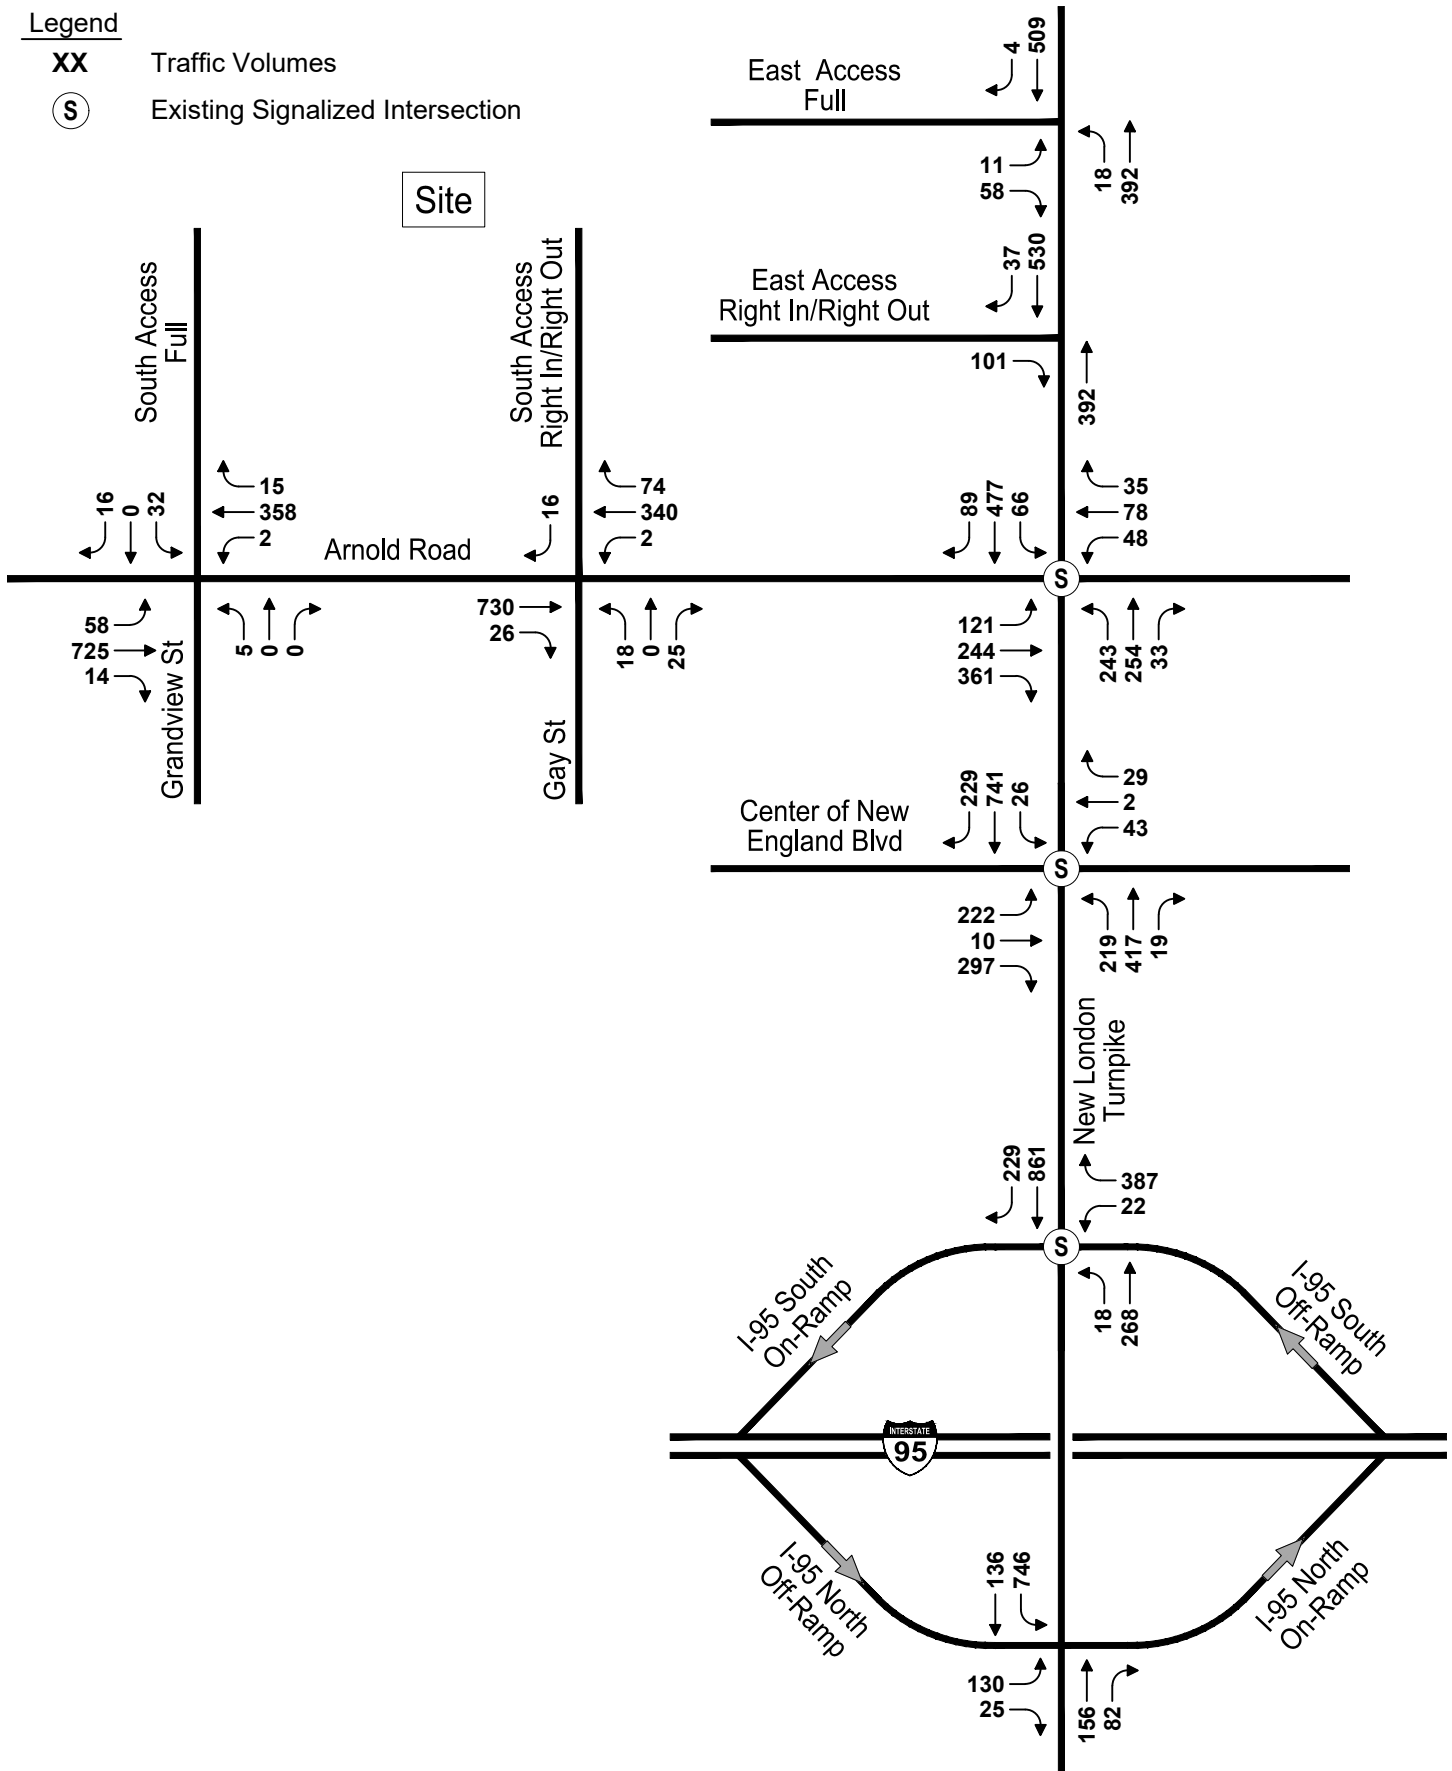 Legend
XX Traffic Volumes
S Existing Signalized Intersection
Site
East Access
Full
4
509
11
58
18
392
East Access
Right In/Right Out
37
530
101
392
South Access
Full
South Access
Right In/Right Out
16
0
32
15
358
2
Arnold Road
16
74
340
2
89
477
66
35
78
48
S
58
725
14
5
0
0
730
26
18
0
25
121
244
361
243
254
33
Grandview St
Gay St
Center of New
England Blvd
229
741
26
29
2
43
S
222
10
297
219
417
19
New London
Turnpike
229
861
387
22
S
18
268
I-95 South
On-Ramp
I-95 South
Off-Ramp
INTERSTATE
95
I-95 North
Off-Ramp
I-95 North
On-Ramp
136
746
130
25
156
82